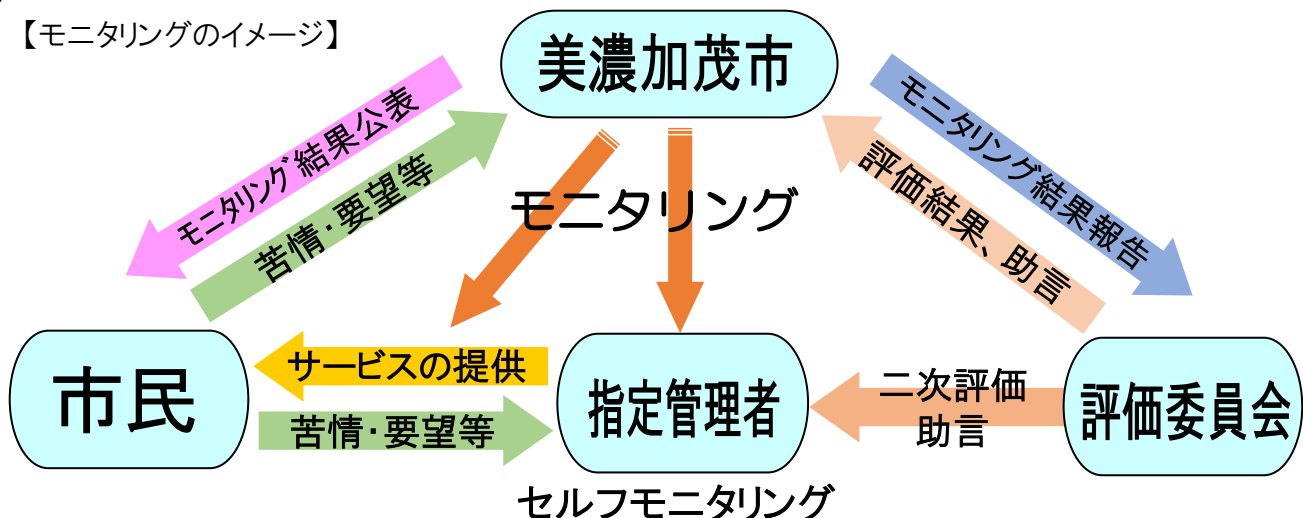 【モニタリングのイメージ】
美濃加茂市
モニタリング結果公表
苦情・要望等
モニタリング
モニタリング結果報告
評価結果、助言
市民
サービスの提供
苦情・要望等
指定管理者
セルフモニタリング
二次評価
助言
評価委員会